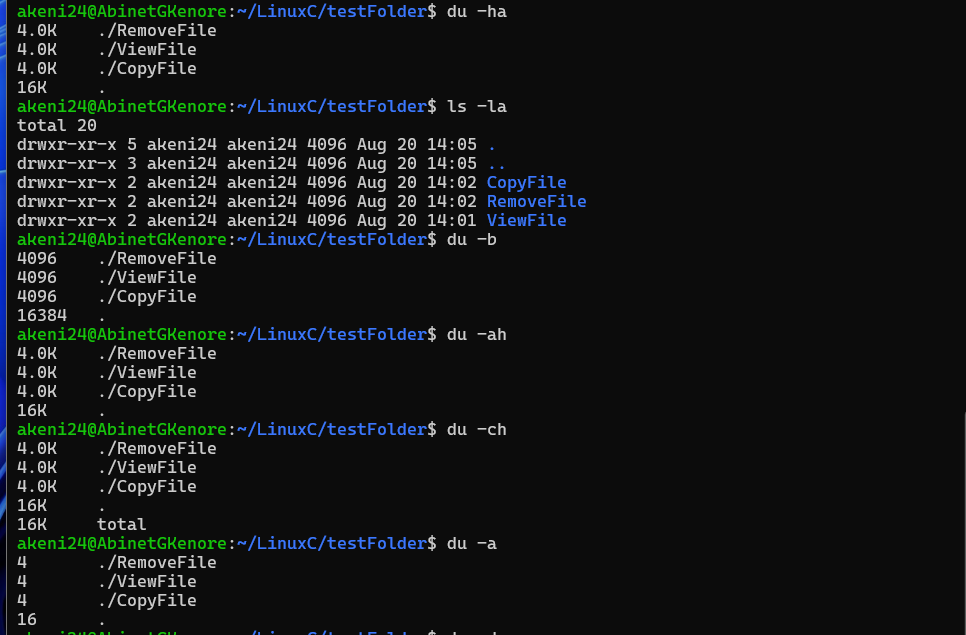 akeni24@AbinetGKenore:~/LinuxC/testFolder$ du -ha
4.0K    ./RemoveFile
4.0K    ./ViewFile
4.0K    ./CopyFile
16K     .
akeni24@AbinetGKenore:~/LinuxC/testFolder$ ls -la
total 20
drwxr-xr-x 5 akeni24 akeni24 4096 Aug 20 14:05 .
drwxr-xr-x 3 akeni24 akeni24 4096 Aug 20 14:05 ..
drwxr-xr-x 2 akeni24 akeni24 4096 Aug 20 14:02 CopyFile
drwxr-xr-x 2 akeni24 akeni24 4096 Aug 20 14:02 RemoveFile
drwxr-xr-x 2 akeni24 akeni24 4096 Aug 20 14:01 ViewFile
akeni24@AbinetGKenore:~/LinuxC/testFolder$ du -b
4096    ./RemoveFile
4096    ./ViewFile
4096    ./CopyFile
16384   .
akeni24@AbinetGKenore:~/LinuxC/testFolder$ du -ah
4.0K    ./RemoveFile
4.0K    ./ViewFile
4.0K    ./CopyFile
16K     .
akeni24@AbinetGKenore:~/LinuxC/testFolder$ du -ch
4.0K    ./RemoveFile
4.0K    ./ViewFile
4.0K    ./CopyFile
16K     .
16K     total
akeni24@AbinetGKenore:~/LinuxC/testFolder$ du -a
4       ./RemoveFile
4       ./ViewFile
4       ./CopyFile
16      .